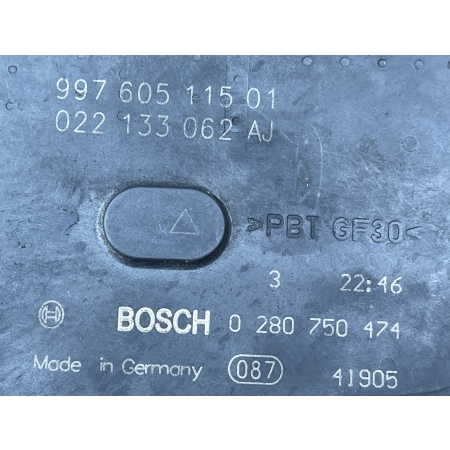 997 605 115 01
022 133 062 AJ
>PBT GF30<
3 22:46
BOSCH 0 280 750 474
Made in Germany 087 41905